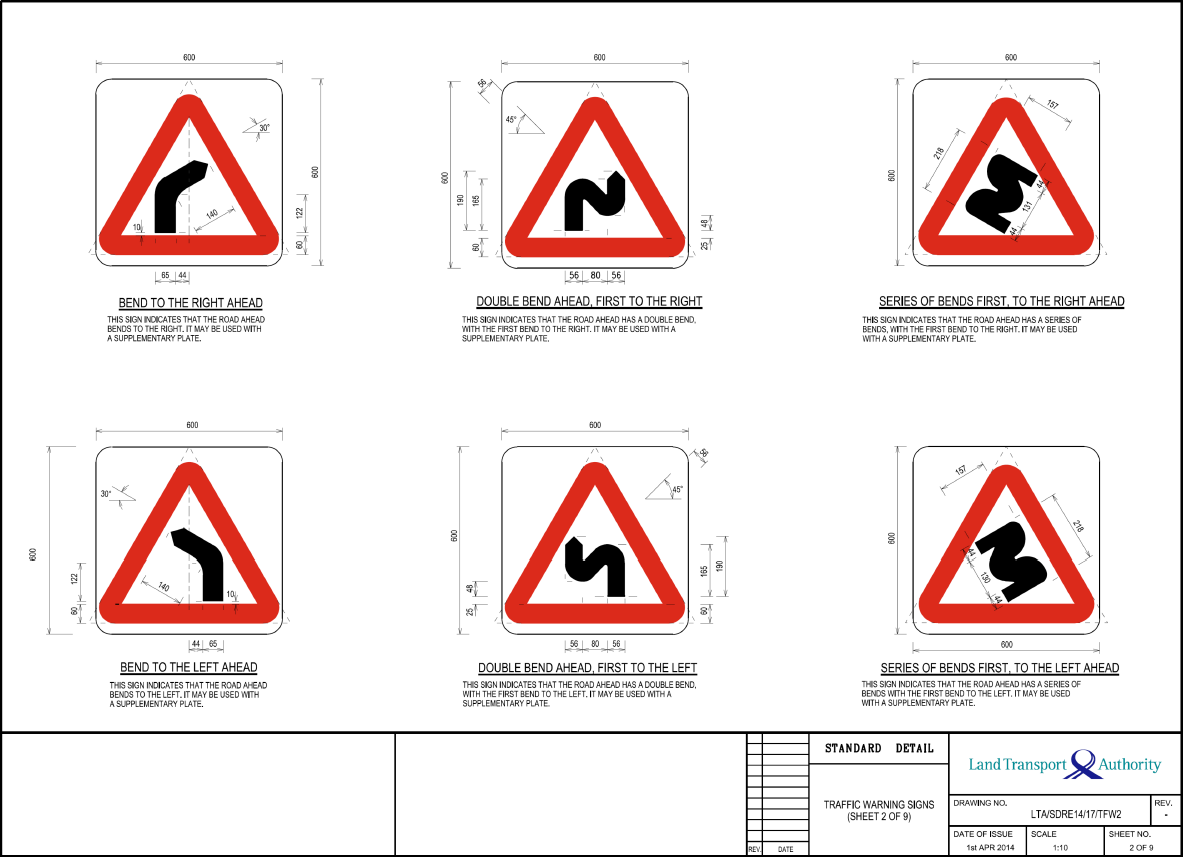 600
30°
600
10
140
122
60
65 44
BEND TO THE RIGHT AHEAD
THIS SIGN INDICATES THAT THE ROAD AHEAD
BENDS TO THE RIGHT. IT MAY BE USED WITH
A SUPPLEMENTARY PLATE.
600
56
45°
600
190
165
60
48
25
56 80 56
DOUBLE BEND AHEAD, FIRST TO THE RIGHT
THIS SIGN INDICATES THAT THE ROAD AHEAD HAS A DOUBLE BEND,
WITH THE FIRST BEND TO THE RIGHT. IT MAY BE USED WITH A
SUPPLEMENTARY PLATE.
600
157
218
600
44
131
44
SERIES OF BENDS FIRST, TO THE RIGHT AHEAD
THIS SIGN INDICATES THAT THE ROAD AHEAD HAS A SERIES OF
BENDS, WITH THE FIRST BEND TO THE RIGHT. IT MAY BE USED
WITH A SUPPLEMENTARY PLATE.
600
30°
600
122
60
140
10
44 65
BEND TO THE LEFT AHEAD
THIS SIGN INDICATES THAT THE ROAD AHEAD
BENDS TO THE LEFT. IT MAY BE USED WITH
A SUPPLEMENTARY PLATE.
600
56
45°
600
165
190
48
25
60
56 80 56
DOUBLE BEND AHEAD, FIRST TO THE LEFT
THIS SIGN INDICATES THAT THE ROAD AHEAD HAS A DOUBLE BEND,
WITH THE FIRST BEND TO THE LEFT. IT MAY BE USED WITH A
SUPPLEMENTARY PLATE.
157
218
600
44
130
44
600
SERIES OF BENDS FIRST, TO THE LEFT AHEAD
THIS SIGN INDICATES THAT THE ROAD AHEAD HAS A SERIES OF
BENDS WITH THE FIRST BEND TO THE LEFT. IT MAY BE USED
WITH A SUPPLEMENTARY PLATE.
REV. DATE
STANDARD DETAIL
TRAFFIC WARNING SIGNS
(SHEET 2 OF 9)
Land Transport Authority
DRAWING NO.
LTA/SDRE14/17/TFW2
REV.
-
DATE OF ISSUE
1st APR 2014
SCALE
1:10
SHEET NO.
2 OF 9